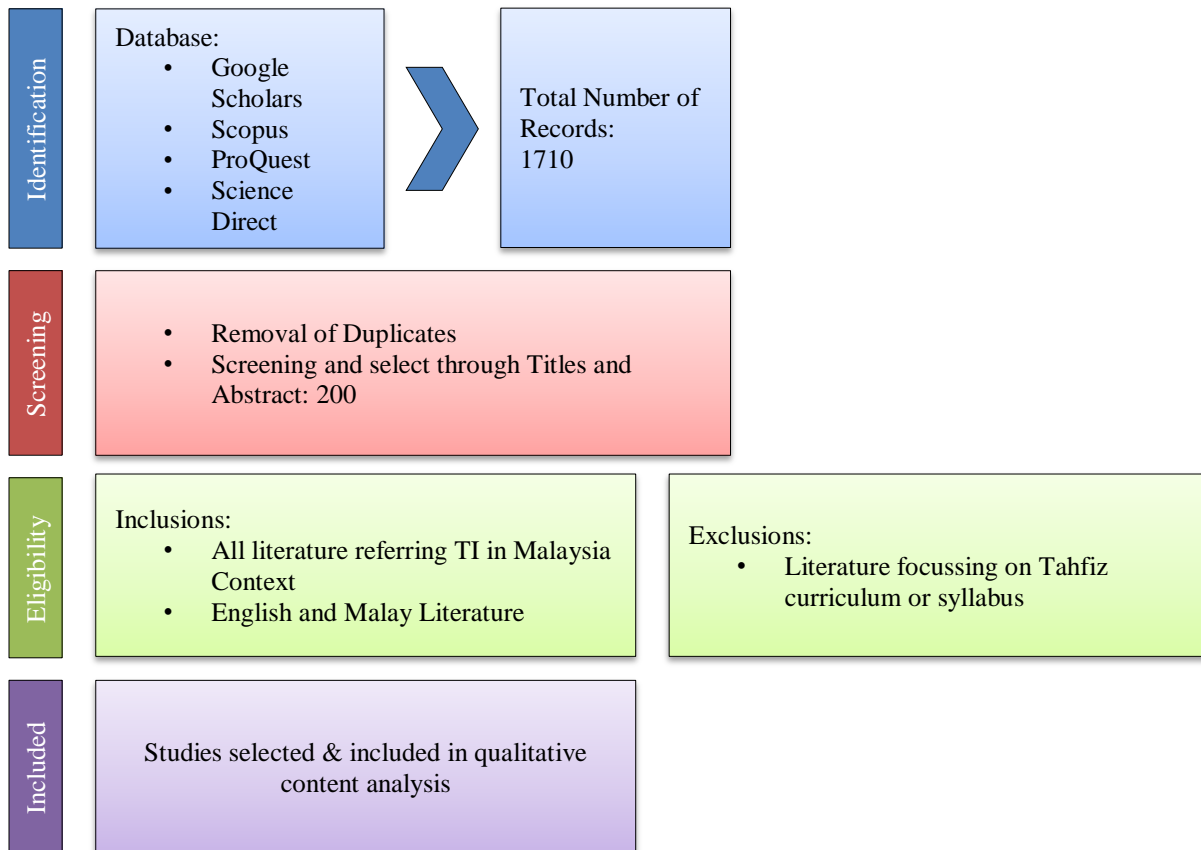 Identification
Database:
• Google
Scholars
• Scopus
• ProQuest
• Science
Direct
Total Number of
Records:
1710
Screening
• Removal of Duplicates
• Screening and select through Titles and
Abstract: 200
Eligibility
Inclusions:
• All literature referring TI in Malaysia
Context
• English and Malay Literature
Exclusions:
• Literature focussing on Tahfiz
curriculum or syllabus
Included
Studies selected & included in qualitative
content analysis